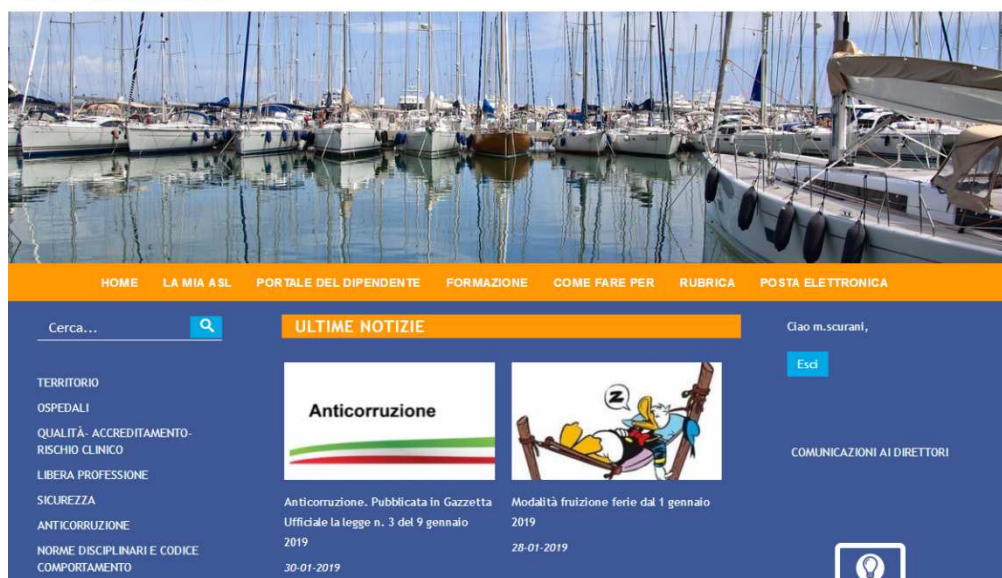 HOME LA MIA ASL PORTALE DEL DIPENDENTE FORMAZIONE COME FARE PER RUBRICA POSTA ELETTRONICA
Cerca...
TERRITORIO
OSPEDALI
QUALITÀ- ACCREDITAMENTO-
RISCHIO CLINICO
LIBERA PROFESSIONE
SICUREZZA
ANTICORRUZIONE
NORME DISCIPLINARI E CODICE
COMPORTAMENTO
ULTIME NOTIZIE
Anticorruzione
Anticorruzione. Pubblicata in Gazzetta
Ufficiale la legge n. 3 del 9 gennaio
2019
30-01-2019
Z
Modalità fruizione ferie dal 1 gennaio
2019
28-01-2019
Ciao m.scurani,
Esci
COMUNICAZIONI AI DIRETTORI